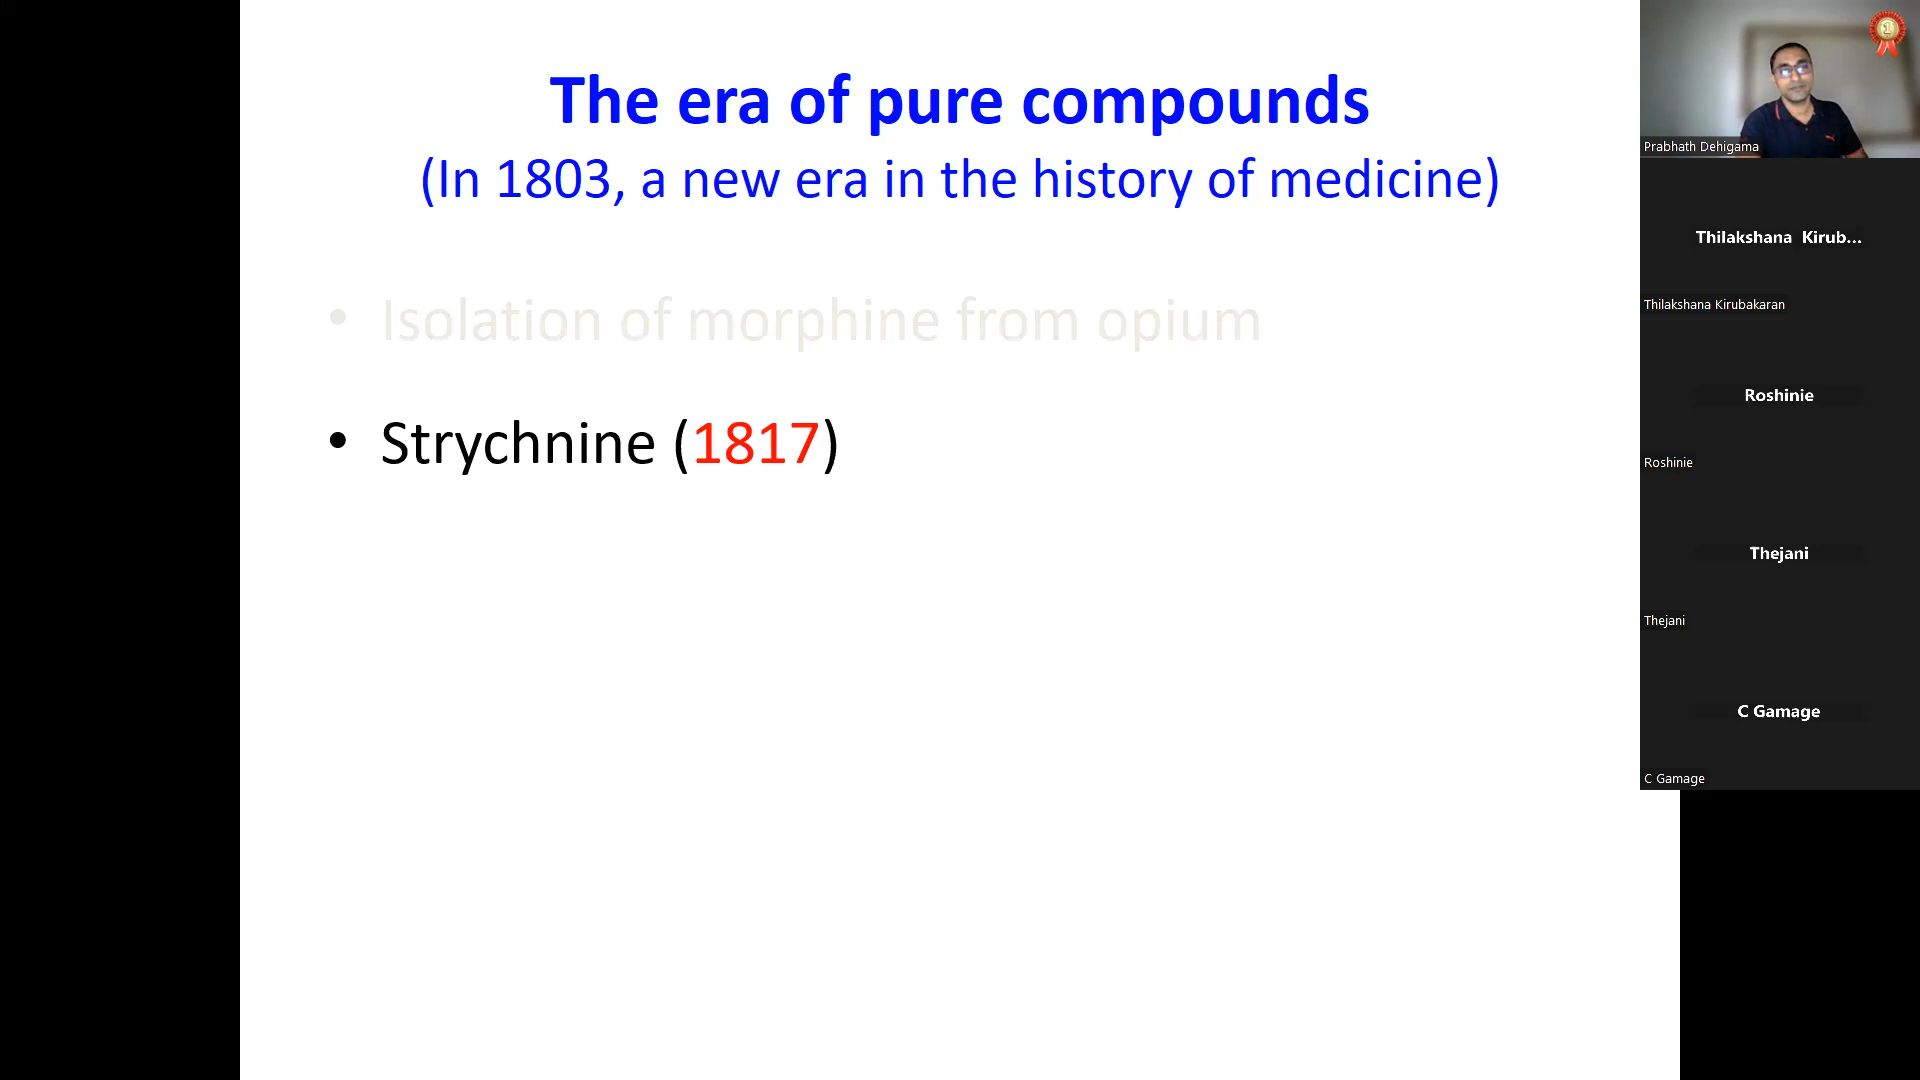 The era of pure compounds
(In 1803, a new era in the history of medicine)
• Isolation of morphine from opium
• Strychnine (1817)
1
Prabhath Dehigama
Thilakshana Kirub...
Thilakshana Kirubakaran
Roshinie
Roshinie
Thejani
Thejani
C Gamage
C Gamage